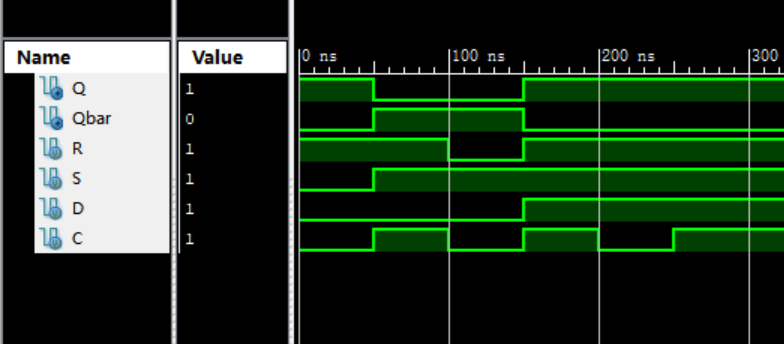 Name Value 0 ns 100 ns 200 ns 300
Q 1
Qbar 0
R 1
S 1
D 1
C 1